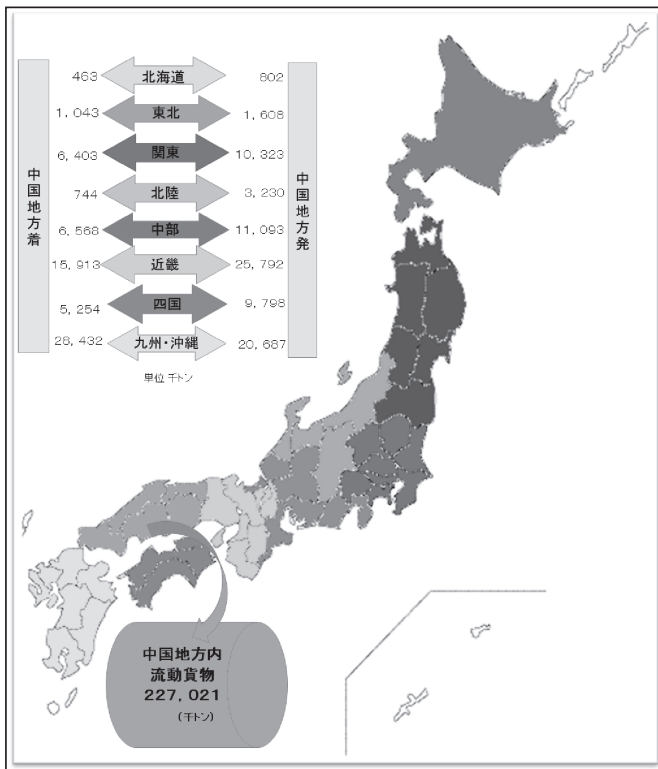 中国地方着
中国地方発
463 北海道 802
1,043 東北 1,608
6,403 関東 10,323
744 北陸 3,230
6,568 中部 11,093
15,913 近畿 25,792
5,254 四国 9,798
28,432 九州・沖縄 20,687
単位 千トン
中国地方内
流動貨物
227,021
(千トン)